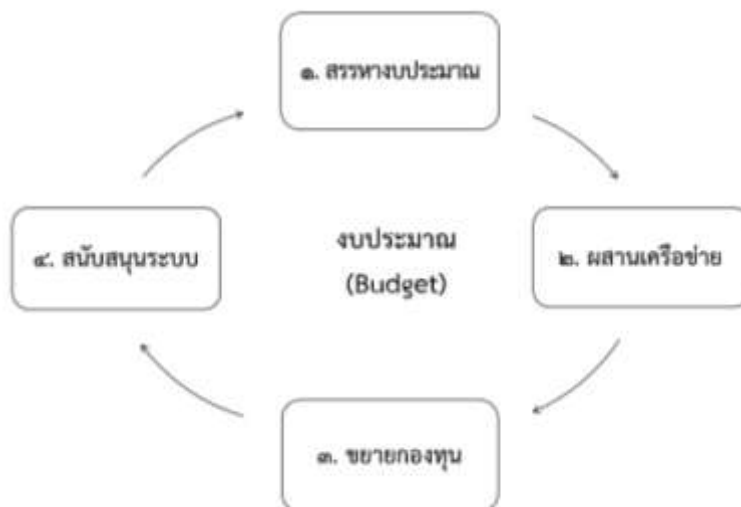 ๑. สรรหางบประมาณ
๒. ผสานเครือข่าย
๓. ขยายกองทุน
๔. สนับสนุนระบบ
งบประมาณ
(Budget)